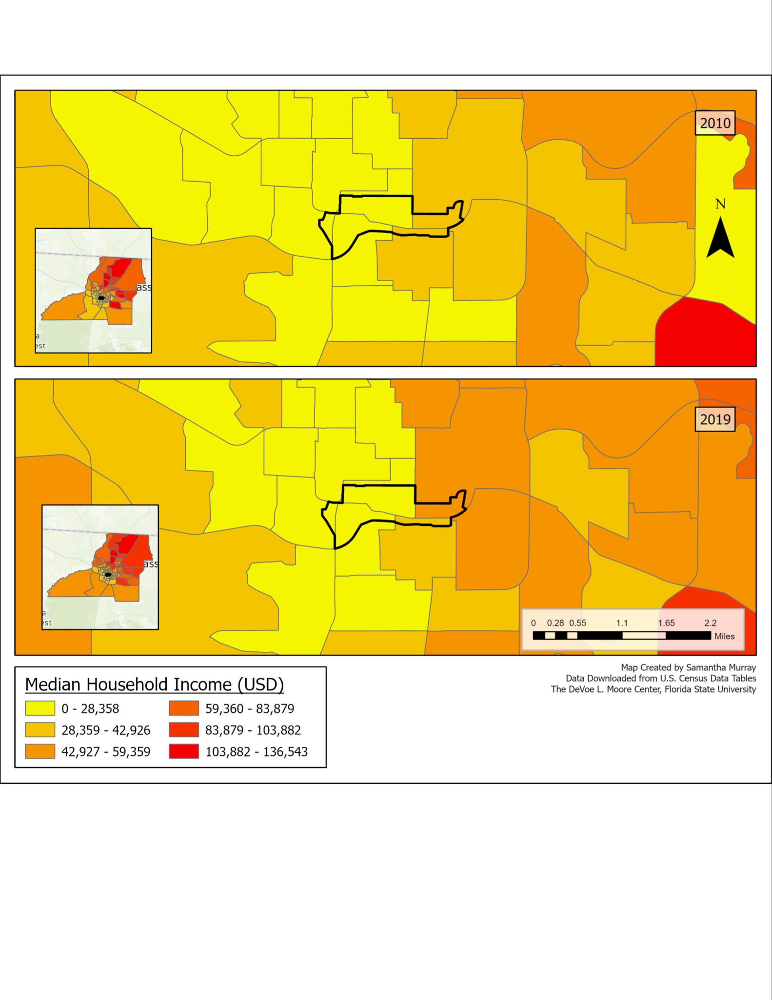 2010
N
ass
a
est
2019
ass
a
est
0 0.28 0.55 1.1 1.65 2.2
Miles
Map Created by Samantha Murray
Data Downloaded from U.S. Census Data Tables
The DeVoe L. Moore Center, Florida State University
Median Household Income (USD)
0 - 28,358
28,359 - 42,926
42,927 - 59,359
59,360 - 83,879
83,879 - 103,882
103,882 - 136,543